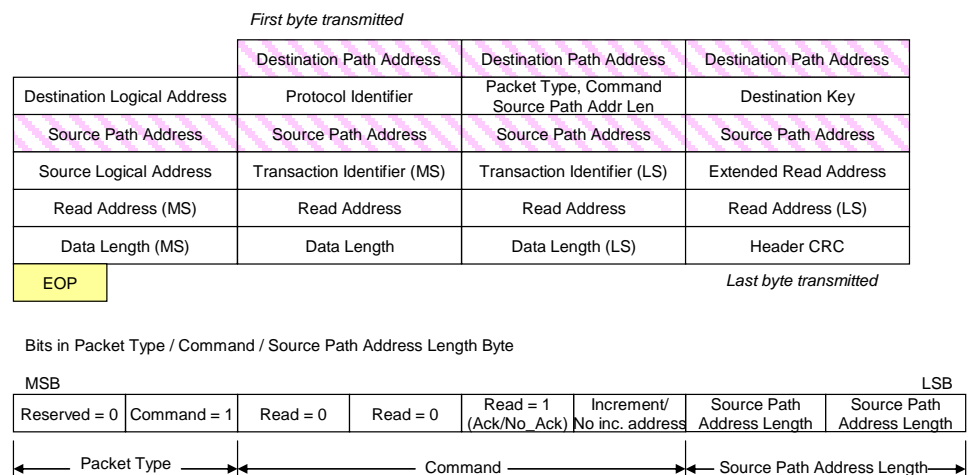 First byte transmitted
Destination Path Address Destination Path Address Destination Path Address
Destination Logical Address Protocol Identifier Packet Type, Command Source Path Addr Len Destination Key
Source Path Address Source Path Address Source Path Address Source Path Address
Source Logical Address Transaction Identifier (MS) Transaction Identifier (LS) Extended Read Address
Read Address (MS) Read Address Read Address Read Address (LS)
Data Length (MS) Data Length Data Length (LS) Header CRC
EOP Last byte transmitted
Bits in Packet Type / Command / Source Path Address Length Byte
MSB LSB
Reserved = 0 Command = 1 Read = 0 Read = 0 Read = 1 (Ack/No_Ack) Increment/ No inc. address Source Path Address Length Source Path Address Length
Packet Type Command Source Path Address Length